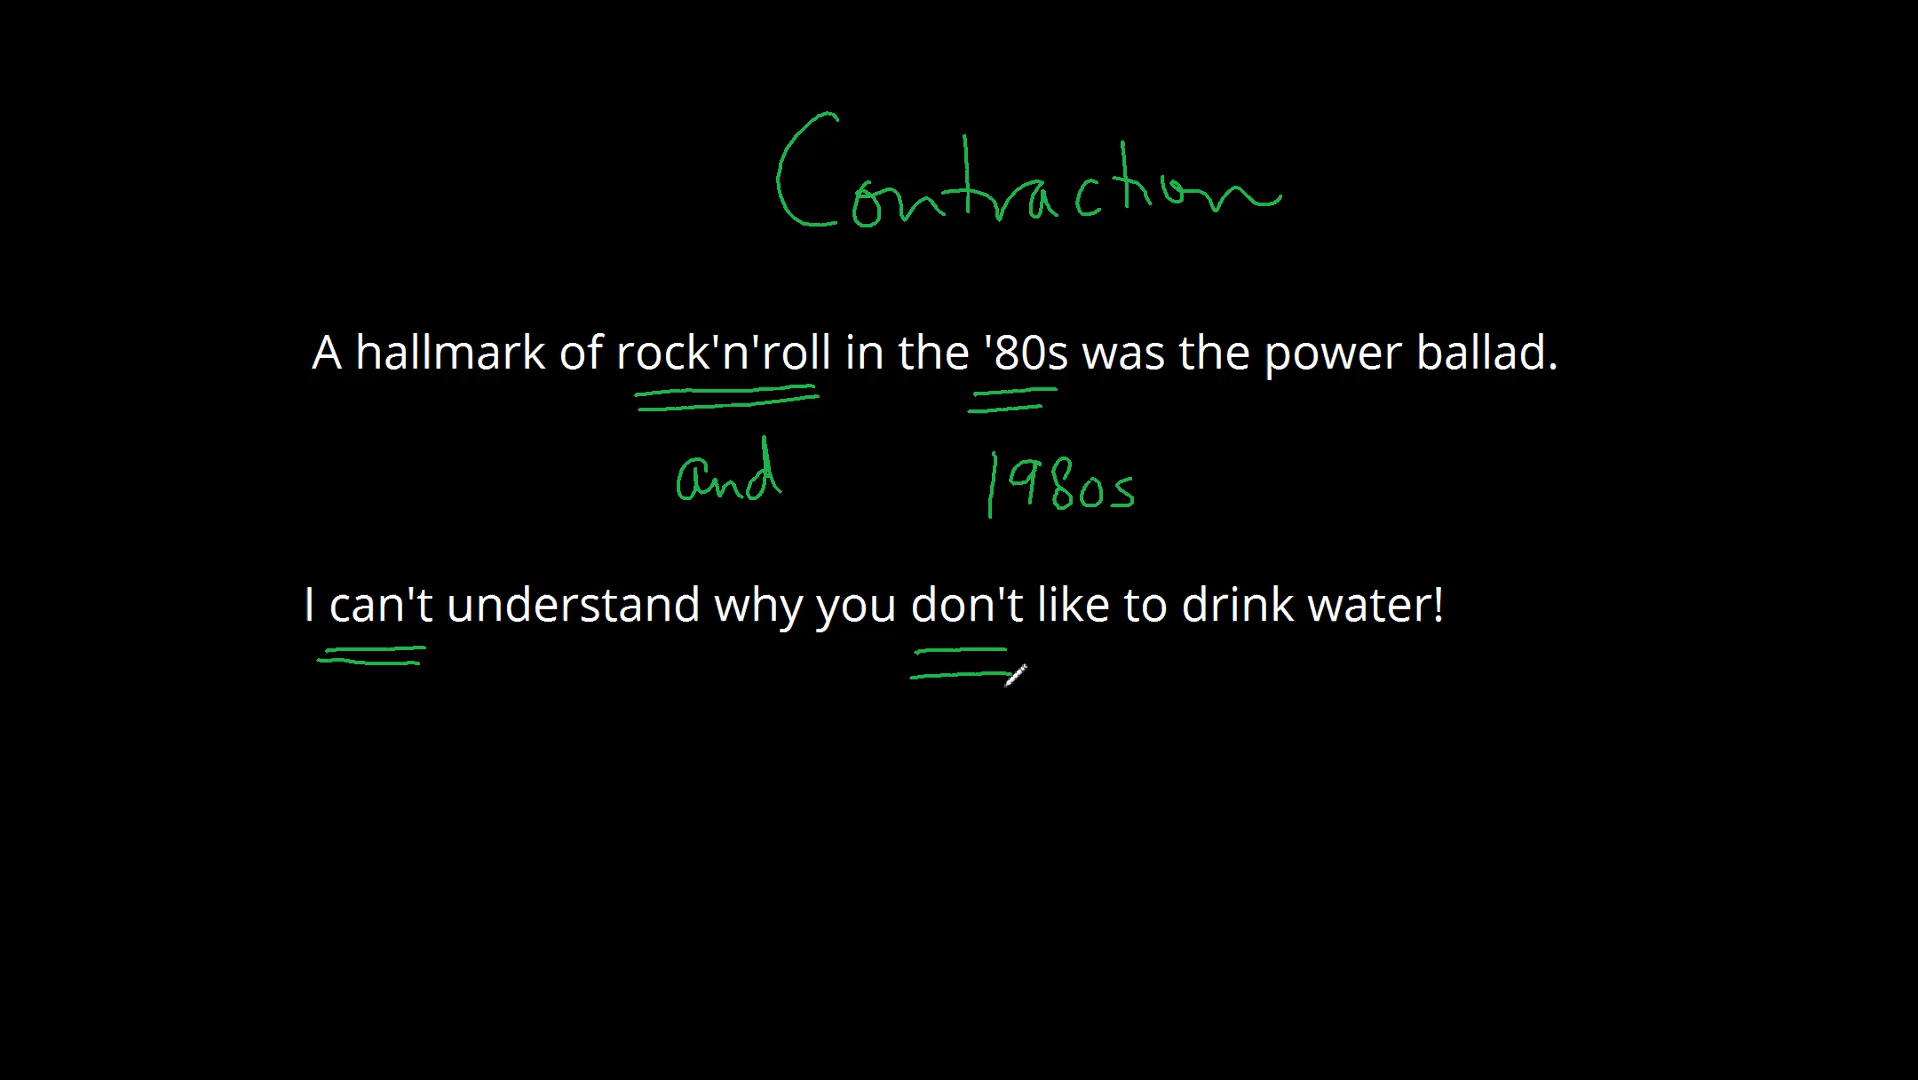 Contraction
A hallmark of rock'n'roll in the '80s was the power ballad.
and 1980s
I can't understand why you don't like to drink water!